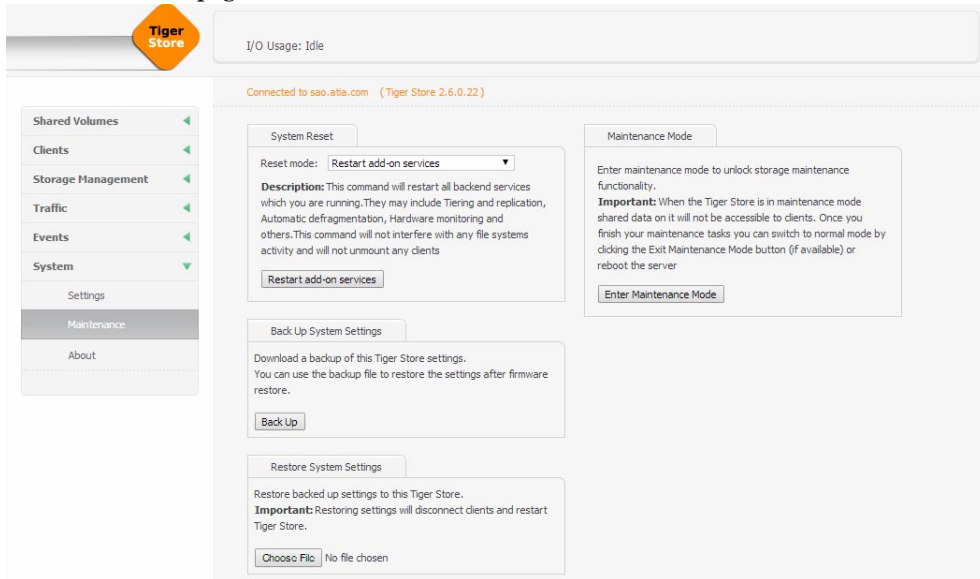 Tiger
Store
I/O Usage: Idle
Connected to sao.atia.com (Tiger Store 2.6.0.22)
Shared Volumes
Clients
Storage Management
Traffic
Events
System
Settings
Maintenance
About
System Reset
Reset mode: Restart add-on services
Description: This command will restart all backend services
which you are running.They may include Tiering and replication,
Automatic defragmentation, Hardware monitoring and
others.This command will not interfere with any file systems
activity and will not unmount any clients
Restart add-on services
Back Up System Settings
Download a backup of this Tiger Store settings.
You can use the backup file to restore the settings after firmware
restore.
Back Up
Restore System Settings
Restore backed up settings to this Tiger Store.
Important: Restoring settings will disconnect clients and restart
Tiger Store.
Choose File No file chosen
Maintenance Mode
Enter maintenance mode to unlock storage maintenance
functionality.
Important: When the Tiger Store is in maintenance mode
shared data on it will not be accessible to clients. Once you
finish your maintenance tasks you can switch to normal mode by
clicking the Exit Maintenance Mode button (if available) or
reboot the server
Enter Maintenance Mode